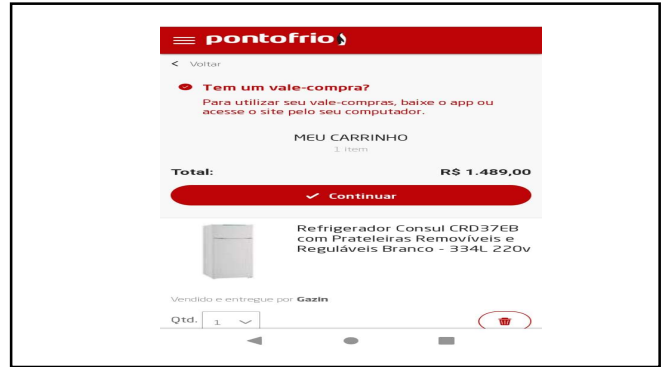 pontofrio
< Voltar
Tem um vale-compra?
Para utilizar seu vale-compras, baixe o app ou
acesse o site pelo seu computador.
MEU CARRINHO
1 item
Total: R$ 1.489,00
✓ Continuar
Refrigerador Consul CRD37EB
com Prateleiras Removíveis e
Reguláveis Branco - 334L 220v
Vendido e entregue por Gazin
Qtd. 1